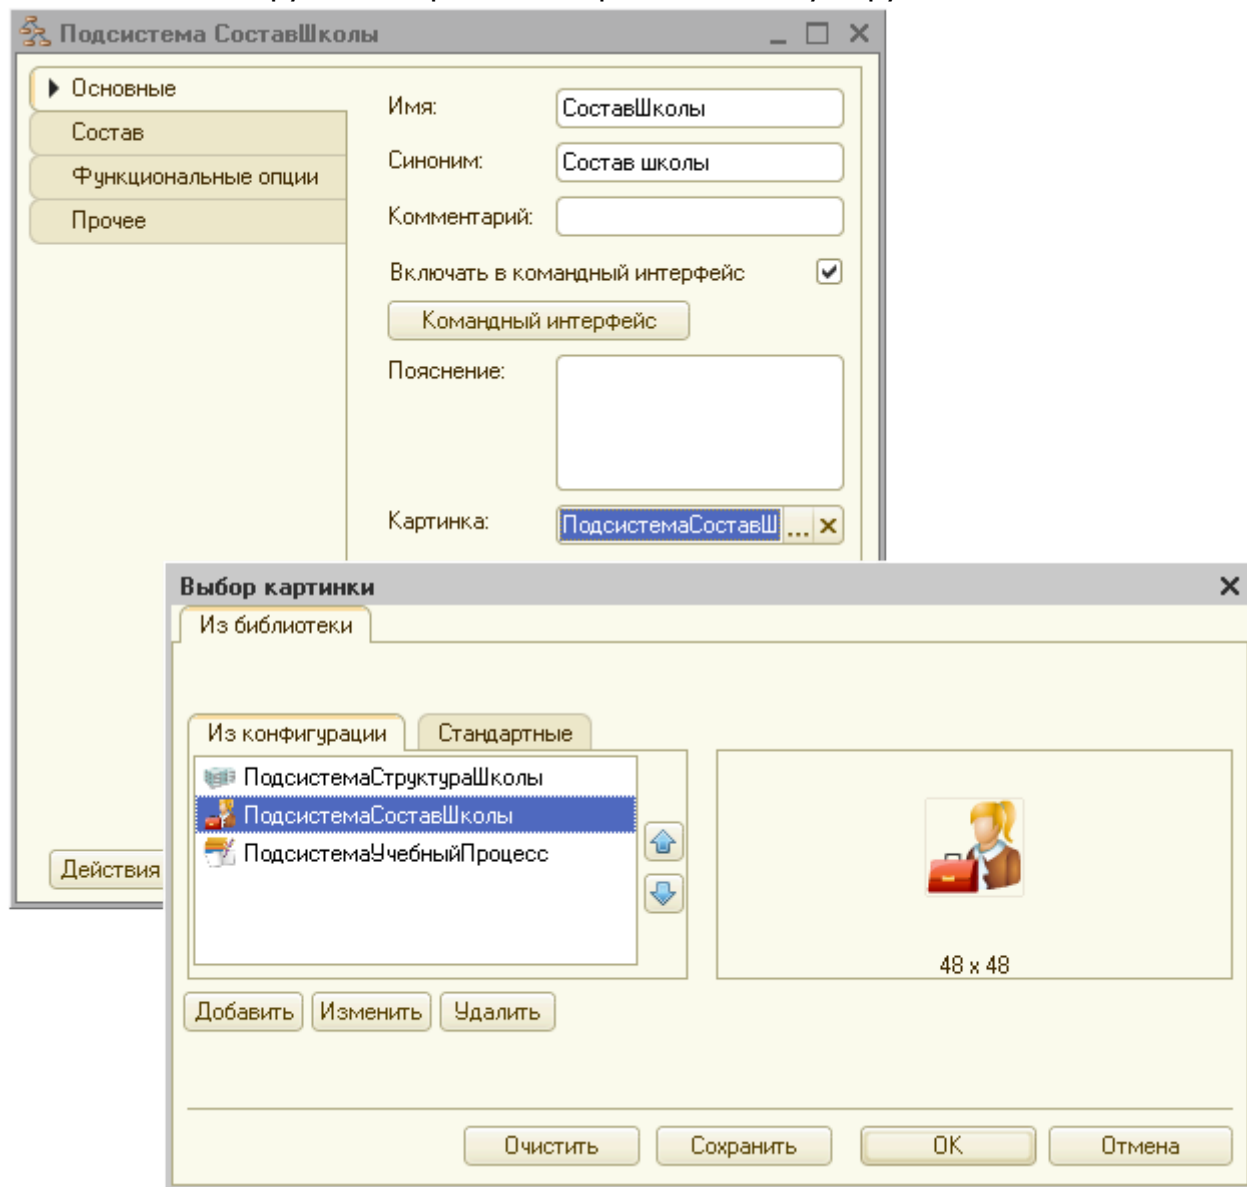 Подсистема СоставШколы
Основные
Состав
Функциональные опции
Прочее
Имя: СоставШколы
Синоним: Состав школы
Комментарий:
Включать в командный интерфейс
Командный интерфейс
Пояснение:
Картинка: ПодсистемаСоставШ ...
Действия
Выбор картинки
Из библиотеки
Из конфигурации Стандартные
ПодсистемаСтруктураШколы
ПодсистемаСоставШколы
ПодсистемаУчебныйПроцесс
48 x 48
Добавить Изменить Удалить
Очистить Сохранить OK Отмена